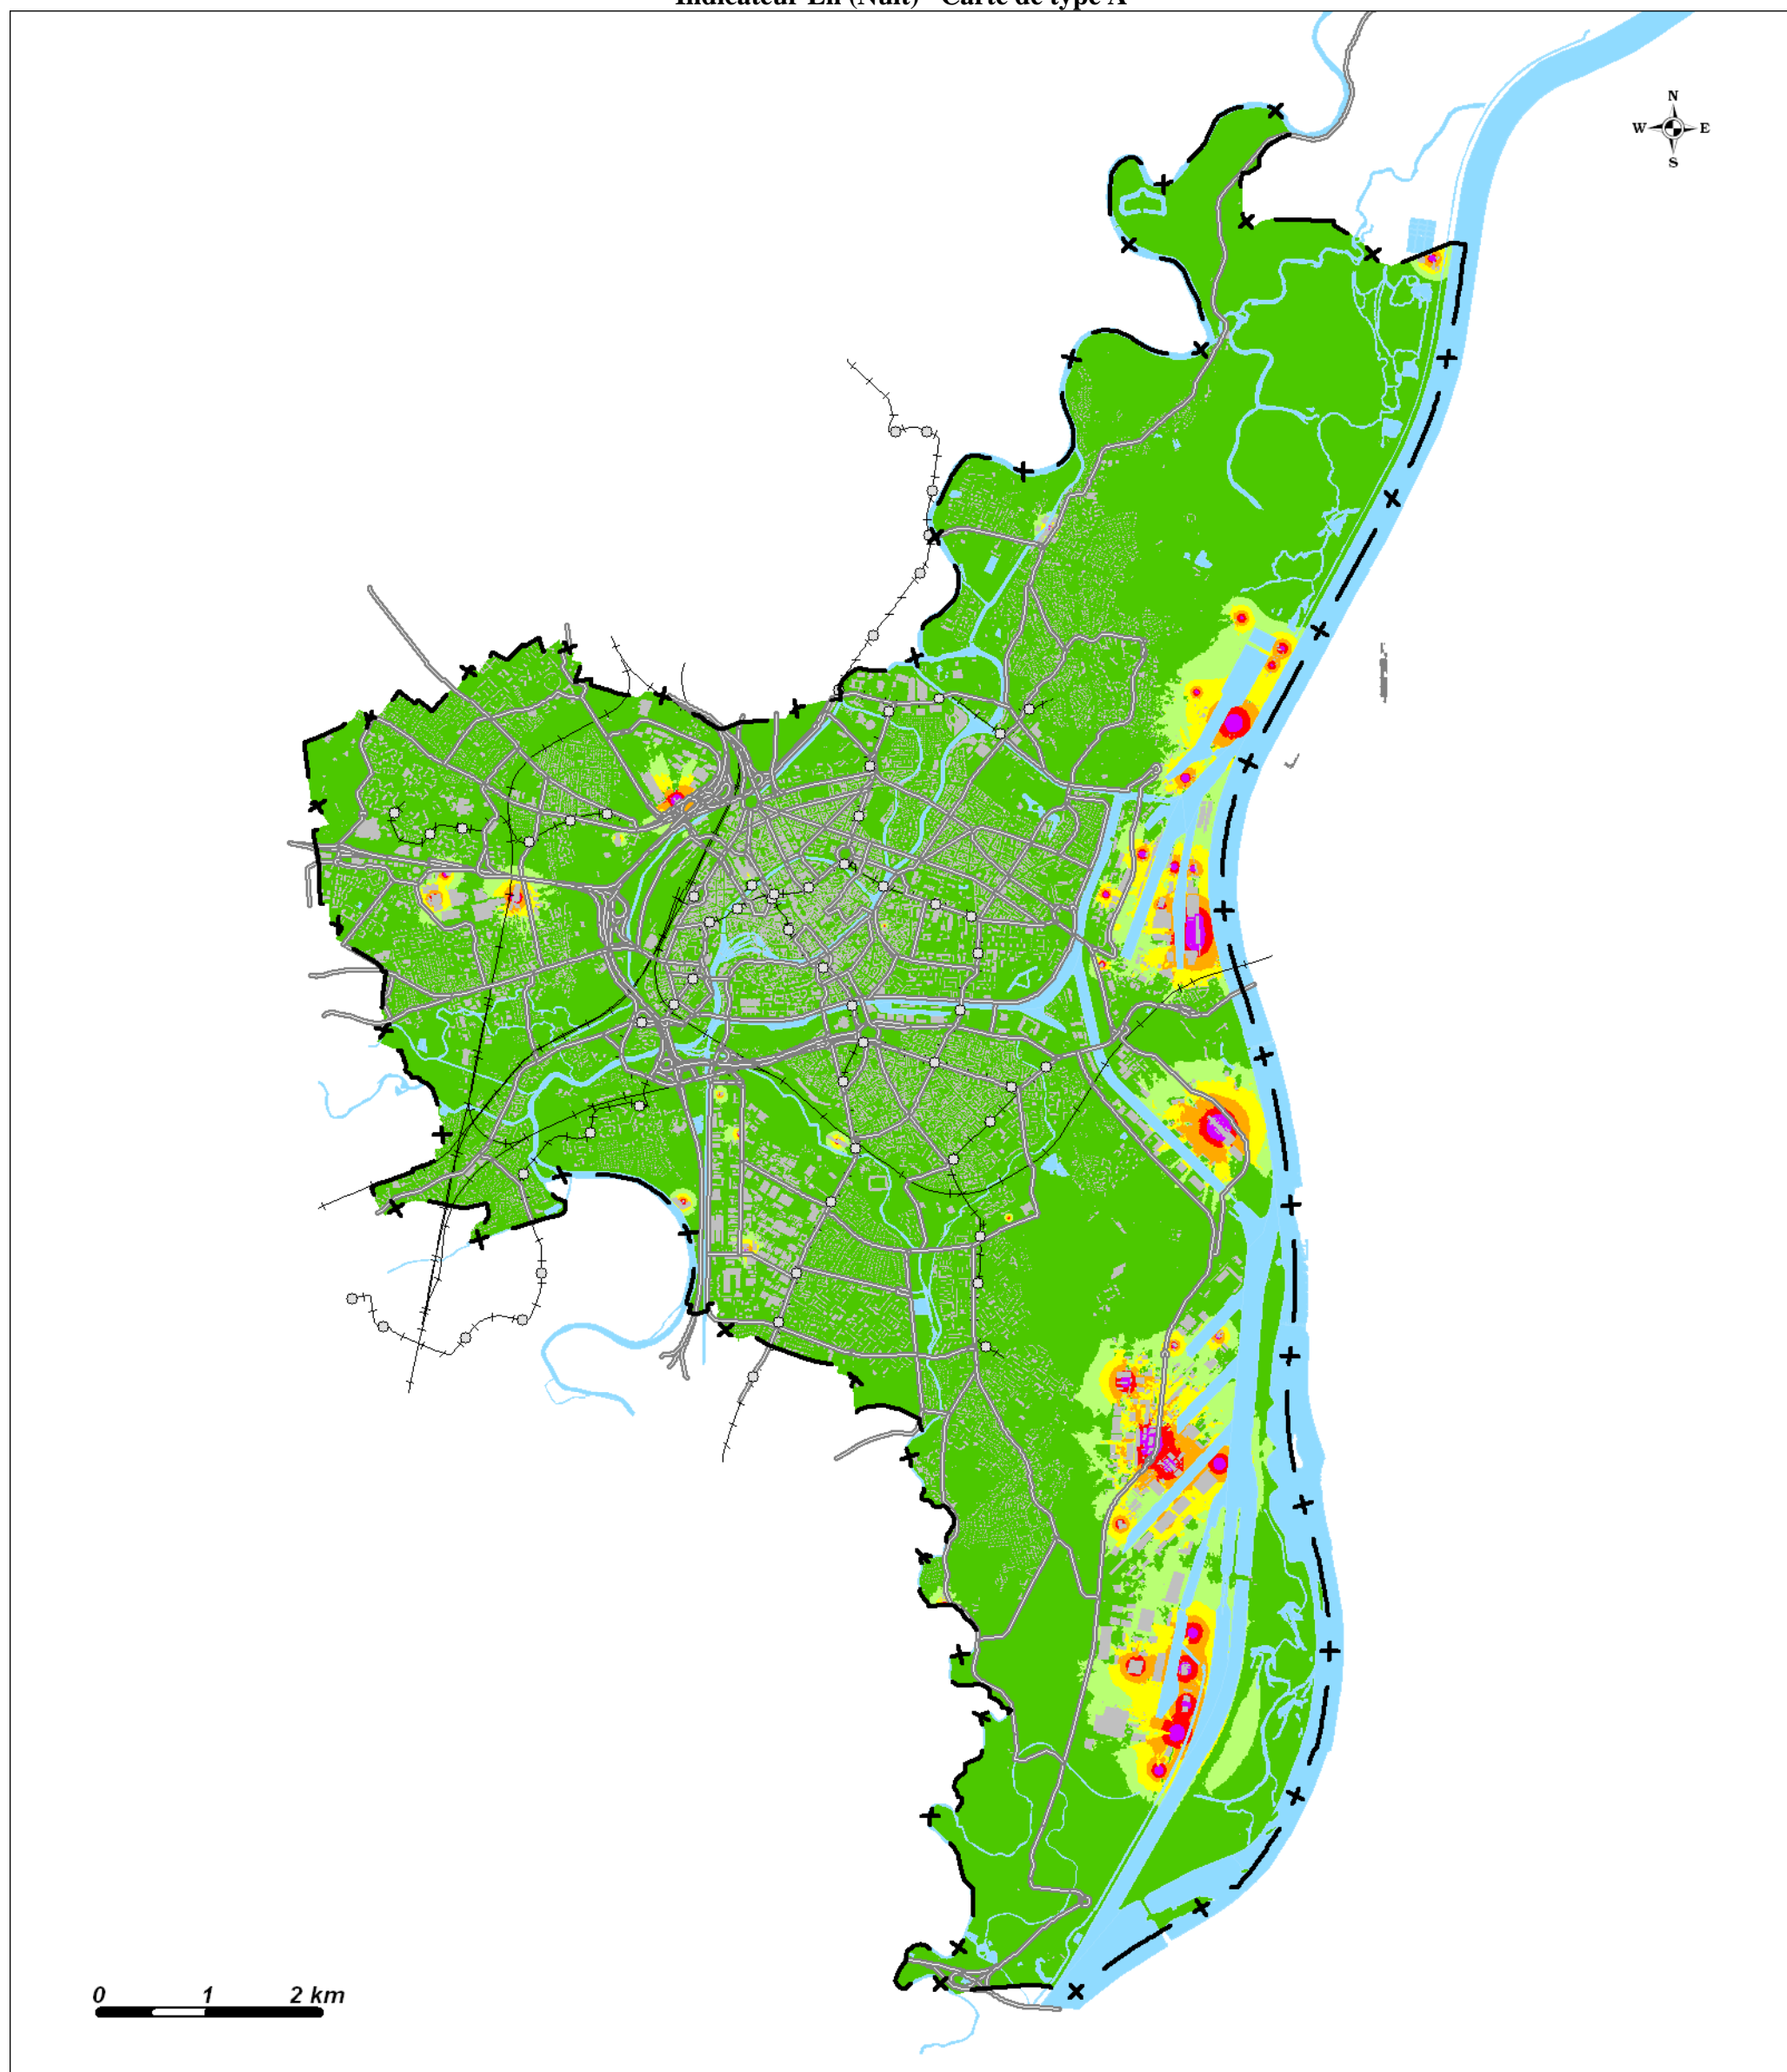 Indicateur Ln (Nuit) - Carte de type A
N
W E
S
0 1 2 km